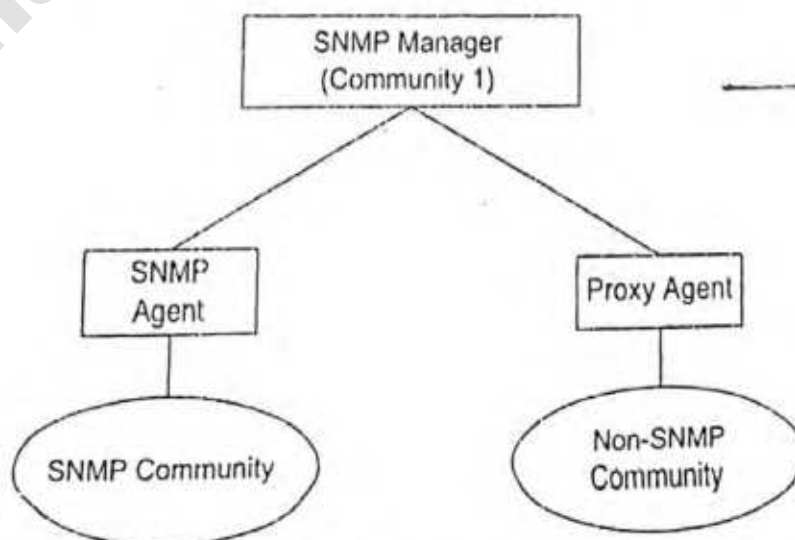 SNMP Manager
(Community 1)
SNMP
Agent
Proxy Agent
SNMP Community
Non-SNMP
Community